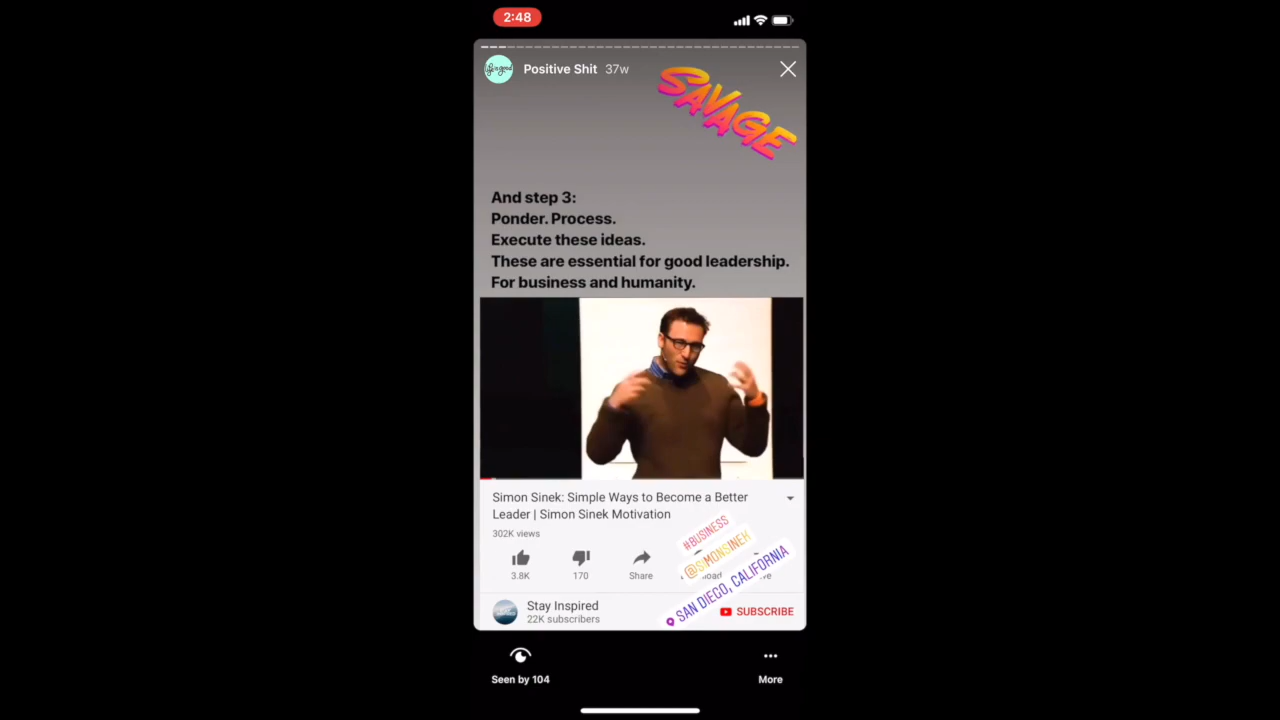 2:48
Positive Shit 37w
SAVAGE
And step 3:
Ponder. Process.
Execute these ideas.
These are essential for good leadership.
For business and humanity.
Simon Sinek: Simple Ways to Become a Better
Leader | Simon Sinek Motivation
302K views
#BUSINESS
@SIMONSINEK
SAN DIEGO, CALIFORNIA
3.8K
170
Share
Stay Inspired
22K subscribers
SUBSCRIBE
Seen by 104
More